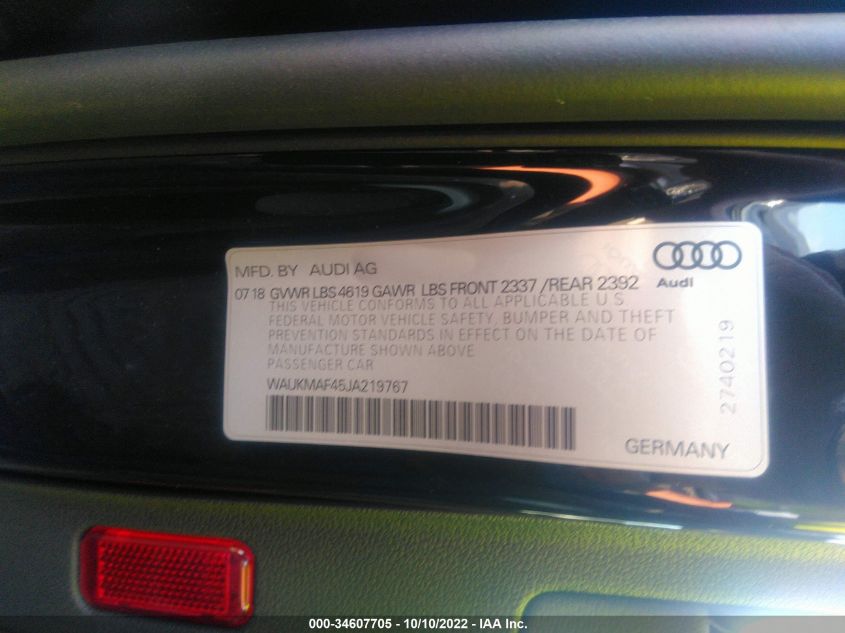 MFD. BY AUDI AG
Audi
07 18 GVWR LBS 4619 GAWR LBS FRONT 2337 /REAR 2392
THIS VEHICLE CONFORMS TO ALL APPLICABLE U S
FEDERAL MOTOR VEHICLE SAFETY, BUMPER AND THEFT
PREVENTION STANDARDS IN EFFECT ON THE DATE OF
MANUFACTURE SHOWN ABOVE
PASSENGER CAR
WAUKMAF45JA219767
2740219
GERMANY
000-34607705 - 10/10/2022 - IAA Inc.